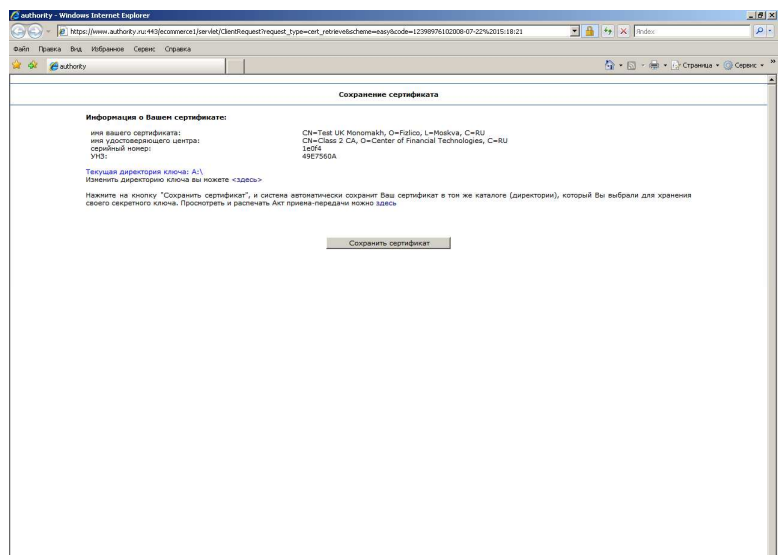 authority - Windows Internet Explorer
https://www.authority.ru:443/ecommerce1/servlet/ClientRequest?request_type=cert_retrieve&scheme=easy&code=12398976102008-07-22%2015:18:21
Яndex
Файл Правка Вид Избранное Сервис Справка
authority
Страница Сервис
Сохранение сертификата
Информация о Вашем сертификате:
имя вашего сертификата: CN=Test UK Monomakh, O=Fizlico, L=Moskva, C=RU
имя удостоверяющего центра: CN=Class 2 CA, O=Center of Financial Technologies, C=RU
серийный номер: 1e0f4
УНЗ: 49E7560A
Текущая директория ключа: A:\
Изменить директорию ключа вы можете <здесь>
Нажмите на кнопку "Сохранить сертификат", и система автоматически сохранит Ваш сертификат в том же каталоге (директории), который Вы выбрали для хранения
своего секретного ключа. Просмотреть и распечать Акт приема-передачи можно здесь
Сохранить сертификат